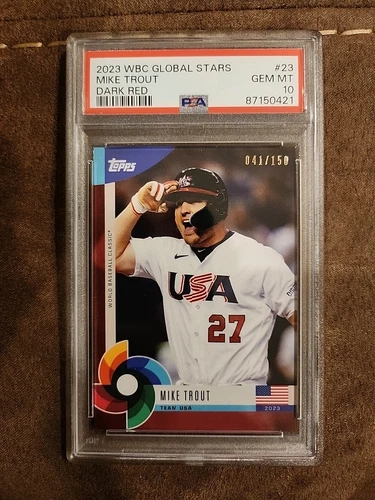 2023 WBC GLOBAL STARS #23
MIKE TROUT GEM MT
DARK RED 10
PSA 87150421
Topps 041/150
WORLD BASEBALL CLASSIC
USA
27
MIKE TROUT
TEAM USA 2023